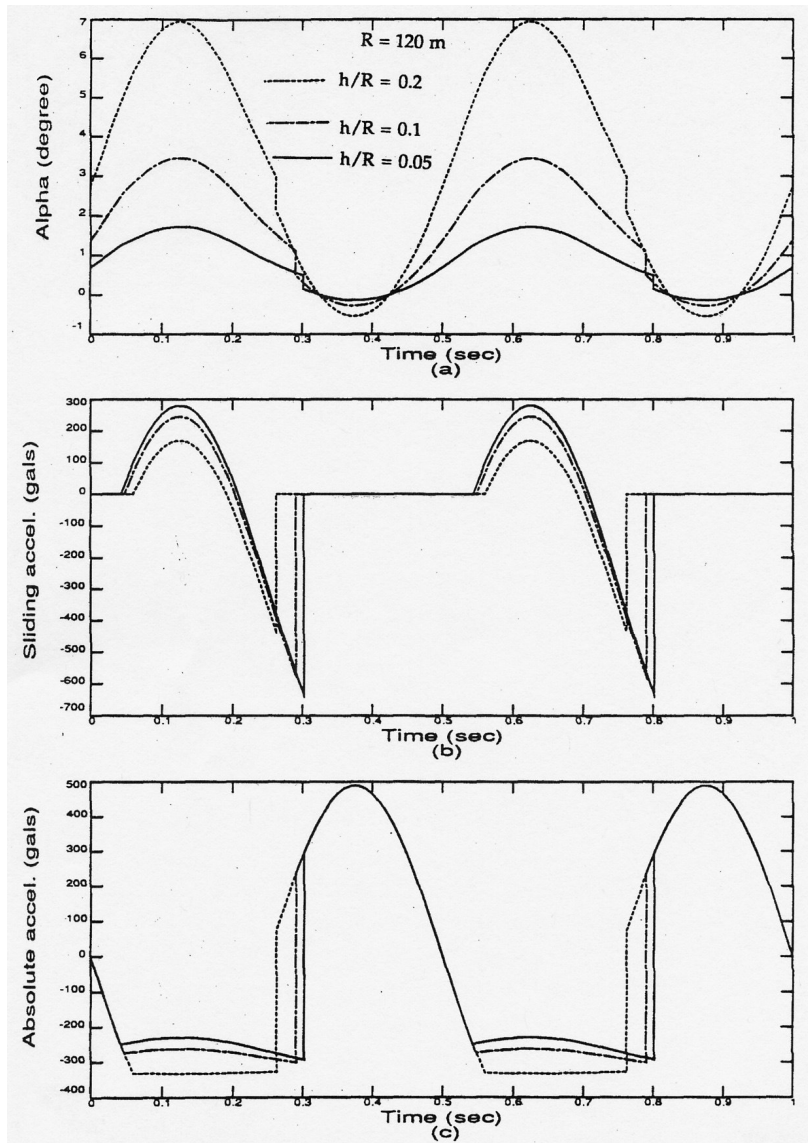 7
6
5
4
3
2
1
0
-1
Alpha (degree)
R = 120 m
h/R = 0.2
h/R = 0.1
h/R = 0.05
0 0.1 0.2 0.3 0.4 0.5 0.6 0.7 0.8 0.9 1
Time (sec)
(a)
300
200
100
0
-100
-200
-300
-400
-500
-600
-700
Sliding accel. (gals)
0 0.1 0.2 0.3 0.4 0.5 0.6 0.7 0.8 0.9 1
Time (sec)
(b)
500
400
300
200
100
0
-100
-200
-300
-400
Absolute accel. (gals)
0 0.1 0.2 0.3 0.4 0.5 0.6 0.7 0.8 0.9 1
Time (sec)
(c)